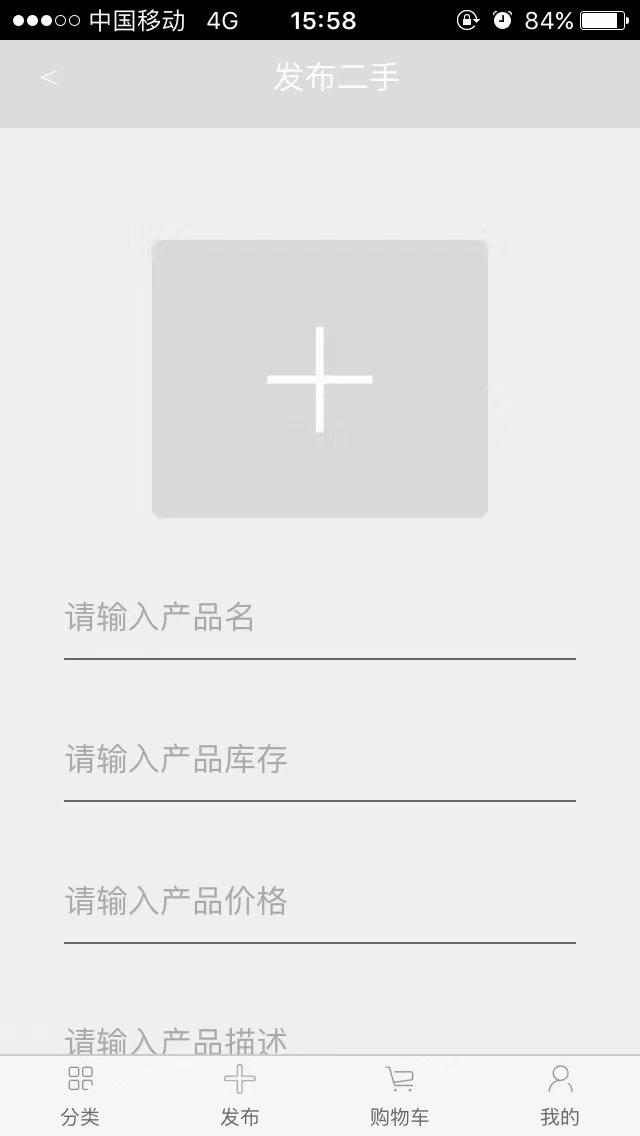 中国移动 4G 15:58 84%
< 发布二手
请输入产品名
请输入产品库存
请输入产品价格
请输入产品描述
分类 发布 购物车 我的